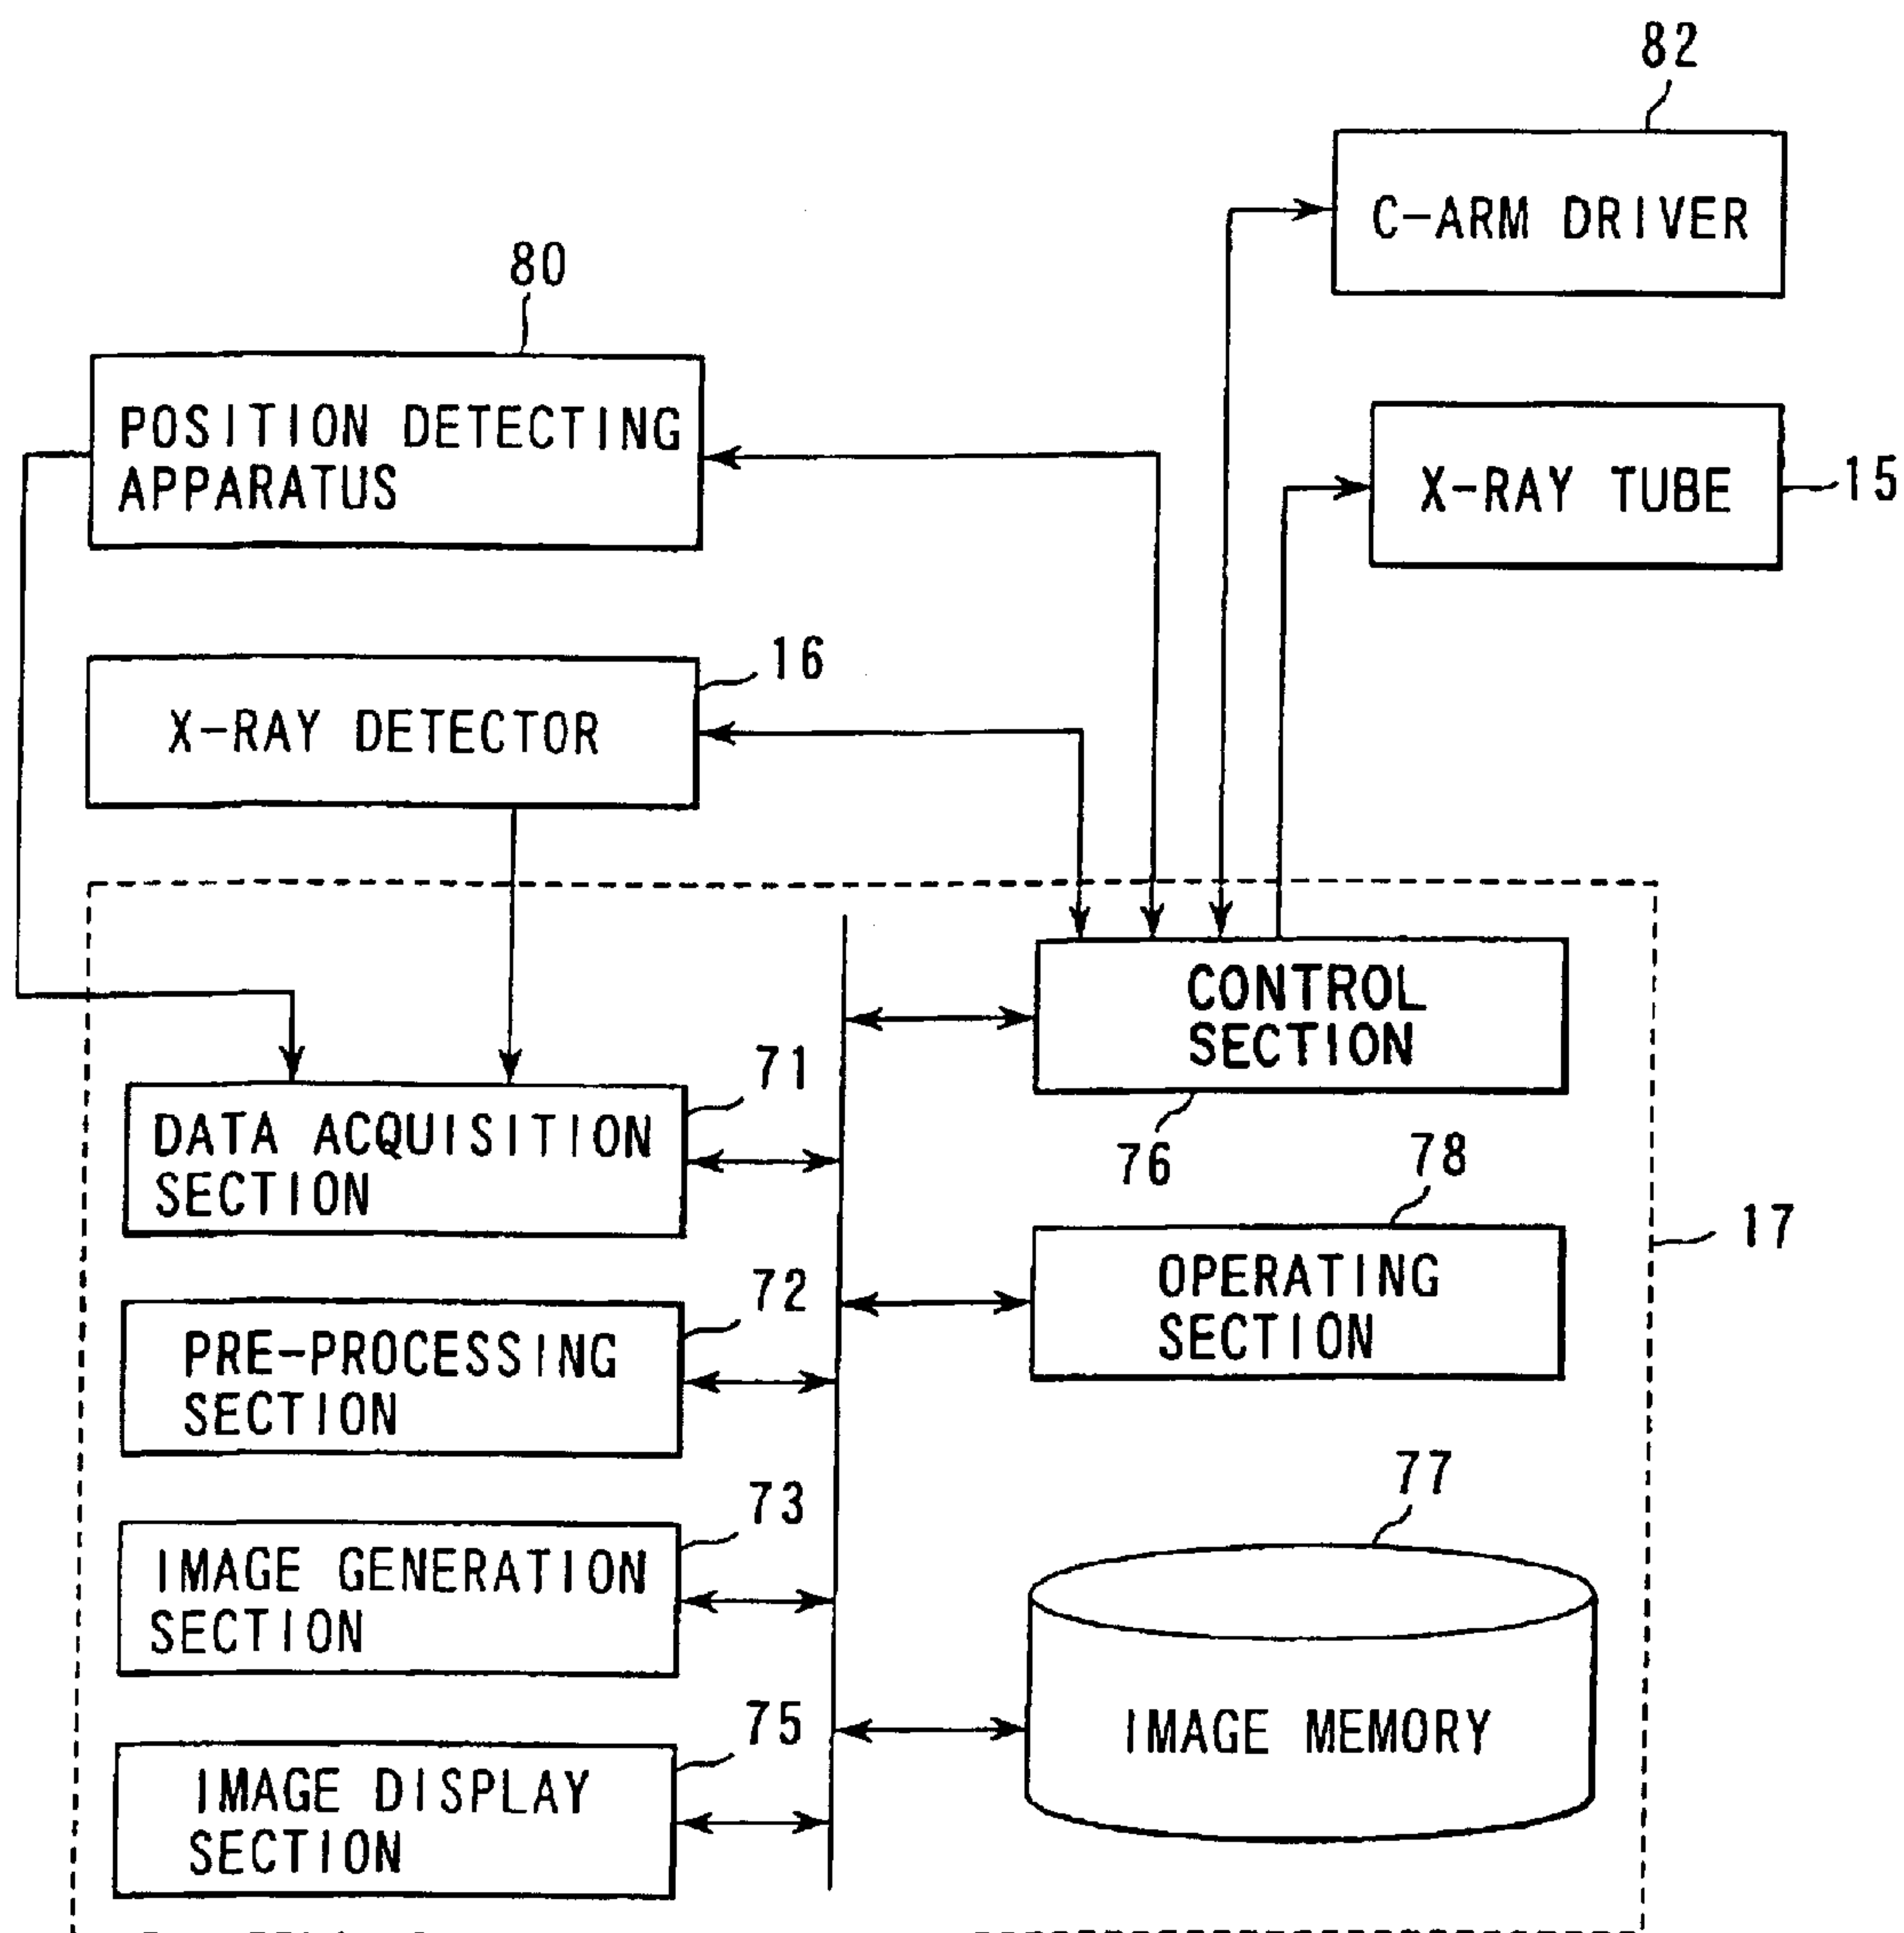 82
C-ARM DRIVER
80
POSITION DETECTING
APPARATUS
X-RAY TUBE
15
16
X-RAY DETECTOR
CONTROL
SECTION
76
71
DATA ACQUISITION
SECTION
78
OPERATING
SECTION
17
72
PRE-PROCESSING
SECTION
73
IMAGE GENERATION
SECTION
77
IMAGE MEMORY
75
IMAGE DISPLAY
SECTION